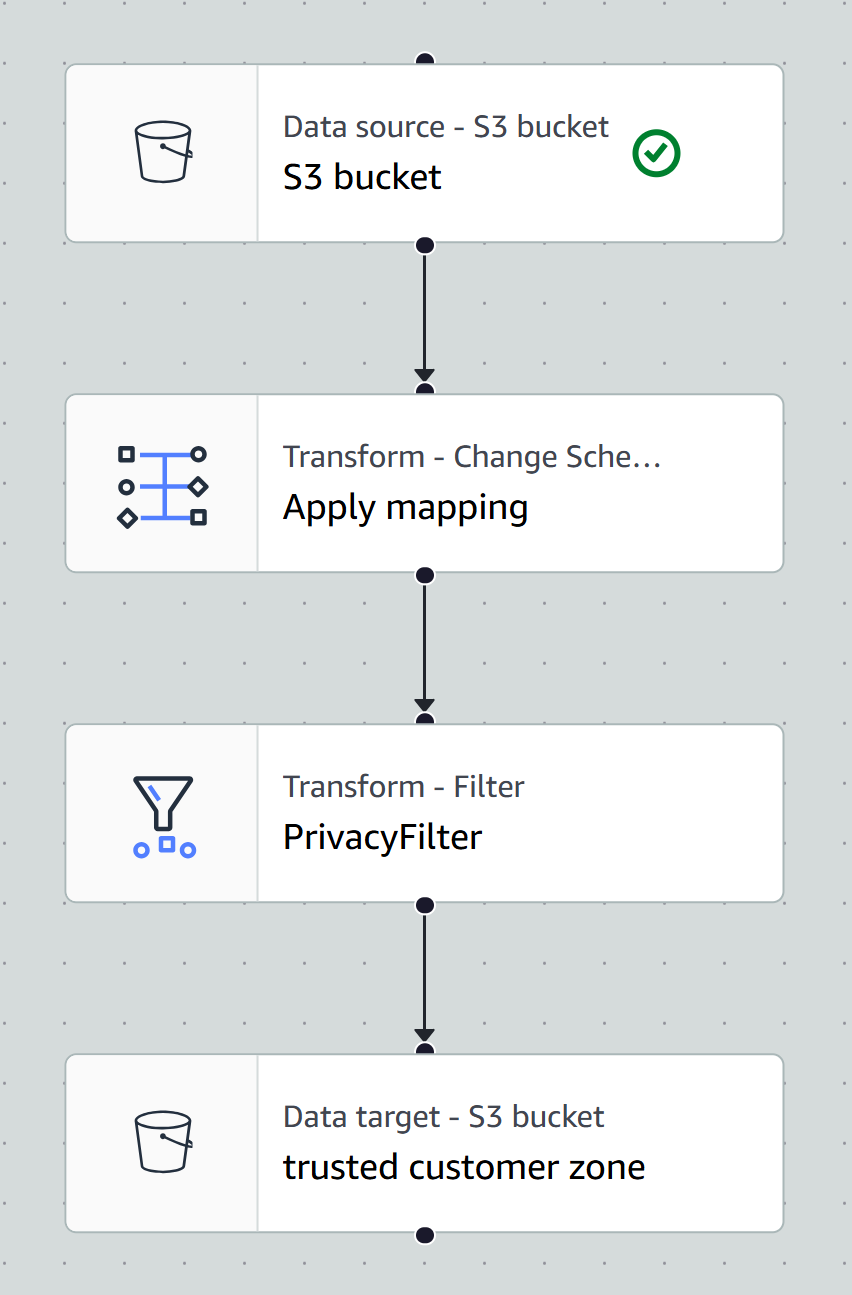 Data source - S3 bucket
S3 bucket
Transform - Change Sche...
Apply mapping
Transform - Filter
PrivacyFilter
Data target - S3 bucket
trusted customer zone